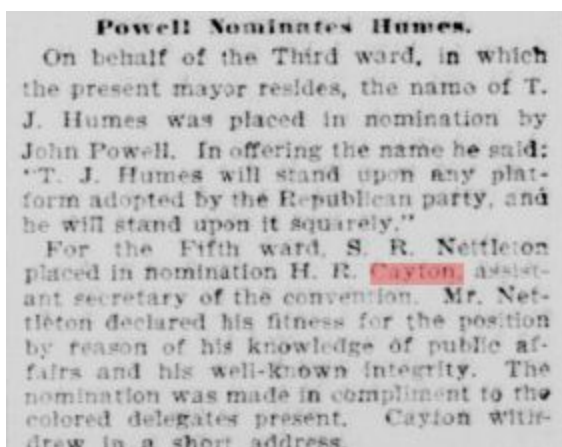 Powell Nominates Humes.
On behalf of the Third ward, in which
the present mayor resides, the name of T.
J. Humes was placed in nomination by
John Powell. In offering the name he said:
"T. J. Humes will stand upon any plat-
form adopted by the Republican party, and
he will stand upon it squarely."
For the Fifth ward, S. R. Nettleton
placed in nomination H. R. Cayton, assist-
ant secretary of the convention. Mr. Net-
tleton declared his fitness for the position
by reason of his knowledge of public af-
fairs and his well-known integrity. The
nomination was made in compliment to the
colored delegates present. Cayton with-
drew in a short address.